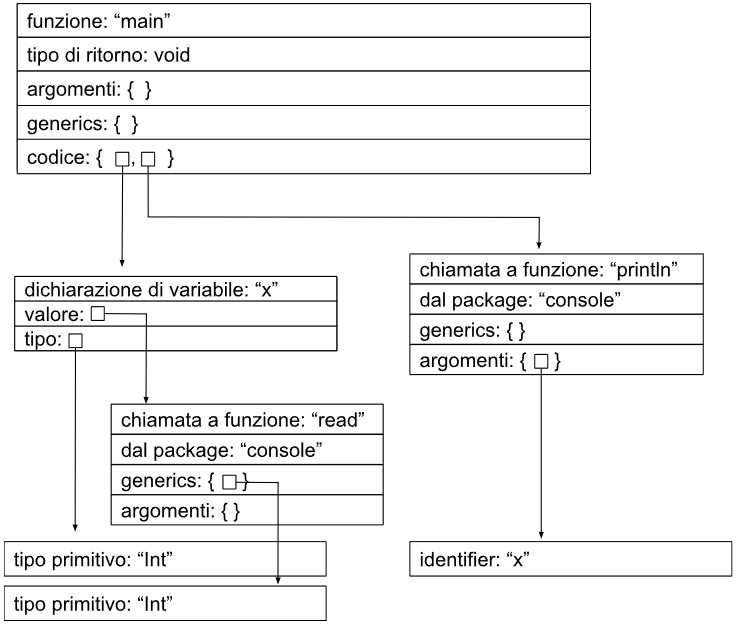 funzione: “main”
tipo di ritorno: void
argomenti: { }
generics: { }
codice: { , }
dichiarazione di variabile: “x”
valore:
tipo:
chiamata a funzione: “read”
dal package: “console”
generics: { }
argomenti: { }
tipo primitivo: “Int”
tipo primitivo: “Int”
chiamata a funzione: “println”
dal package: “console”
generics: { }
argomenti: { }
identifier: “x”